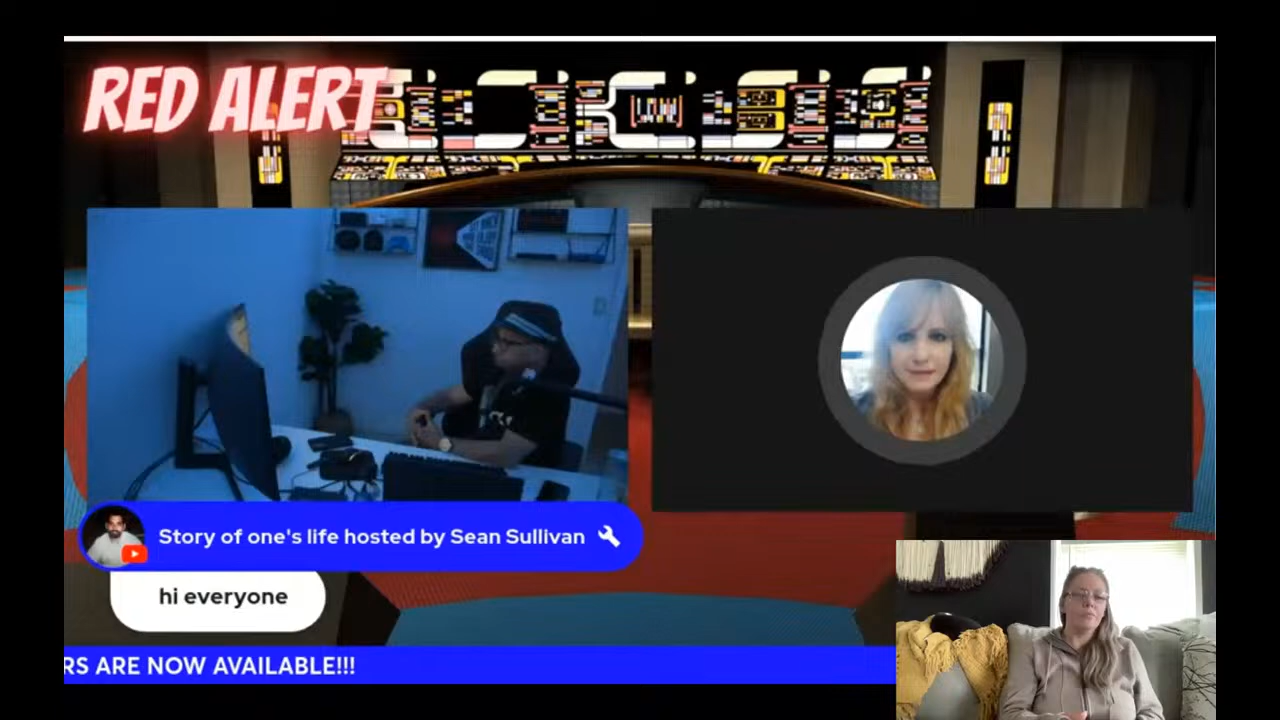 RED ALERT
Story of one's life hosted by Sean Sullivan
hi everyone
RS ARE NOW AVAILABLE!!!